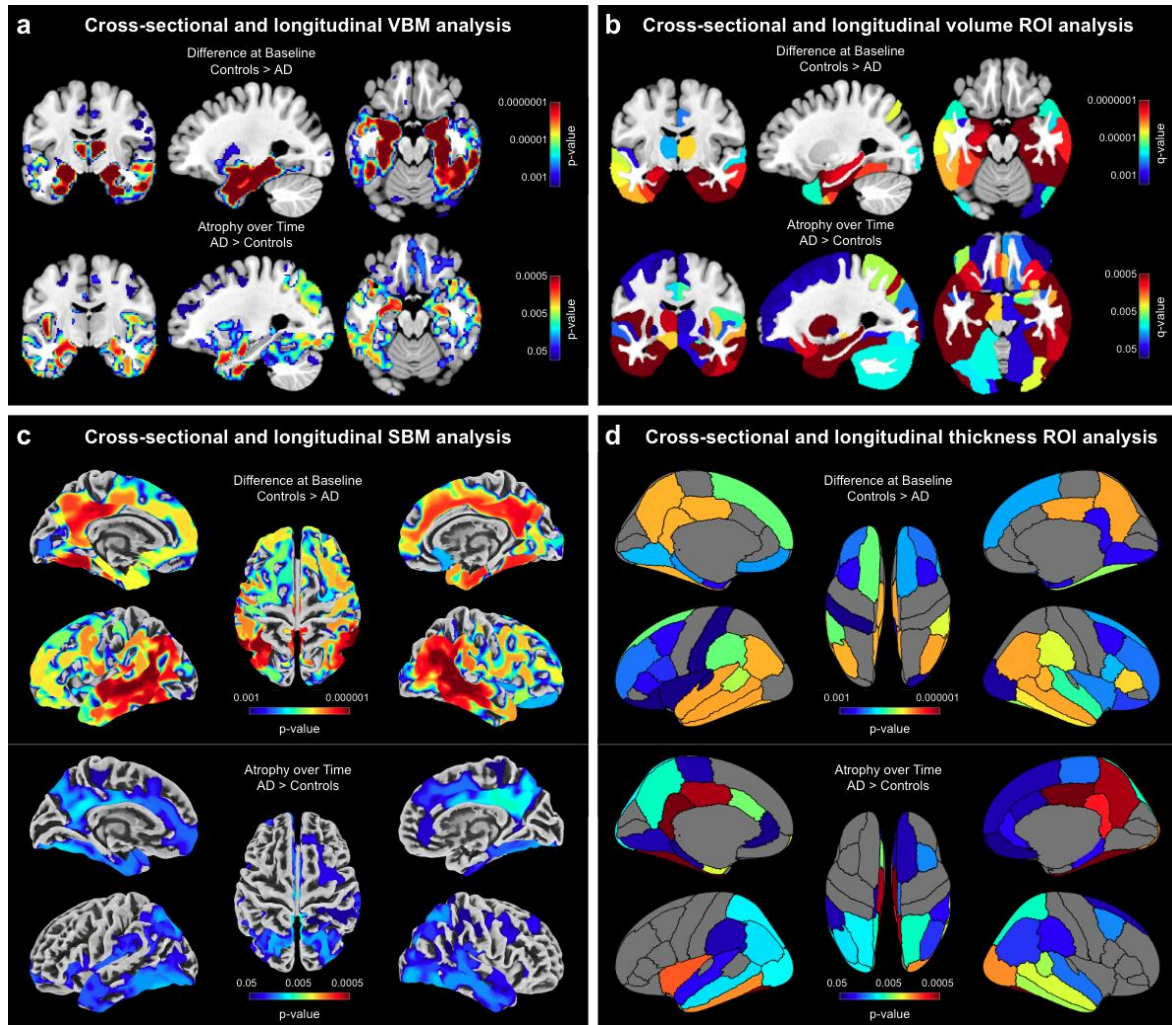 a Cross-sectional and longitudinal VBM analysis
Difference at Baseline
Controls > AD
0.0000001
0.00001
0.001
p-value
Atrophy over Time
AD > Controls
0.0005
0.005
0.05
p-value
b Cross-sectional and longitudinal volume ROI analysis
Difference at Baseline
Controls > AD
0.0000001
0.00001
0.001
q-value
Atrophy over Time
AD > Controls
0.0005
0.005
0.05
q-value
c Cross-sectional and longitudinal SBM analysis
Difference at Baseline
Controls > AD
0.001 0.000001
p-value
Atrophy over Time
AD > Controls
0.05 0.005 0.0005
p-value
d Cross-sectional and longitudinal thickness ROI analysis
Difference at Baseline
Controls > AD
0.001 0.000001
p-value
Atrophy over Time
AD > Controls
0.05 0.005 0.0005
p-value